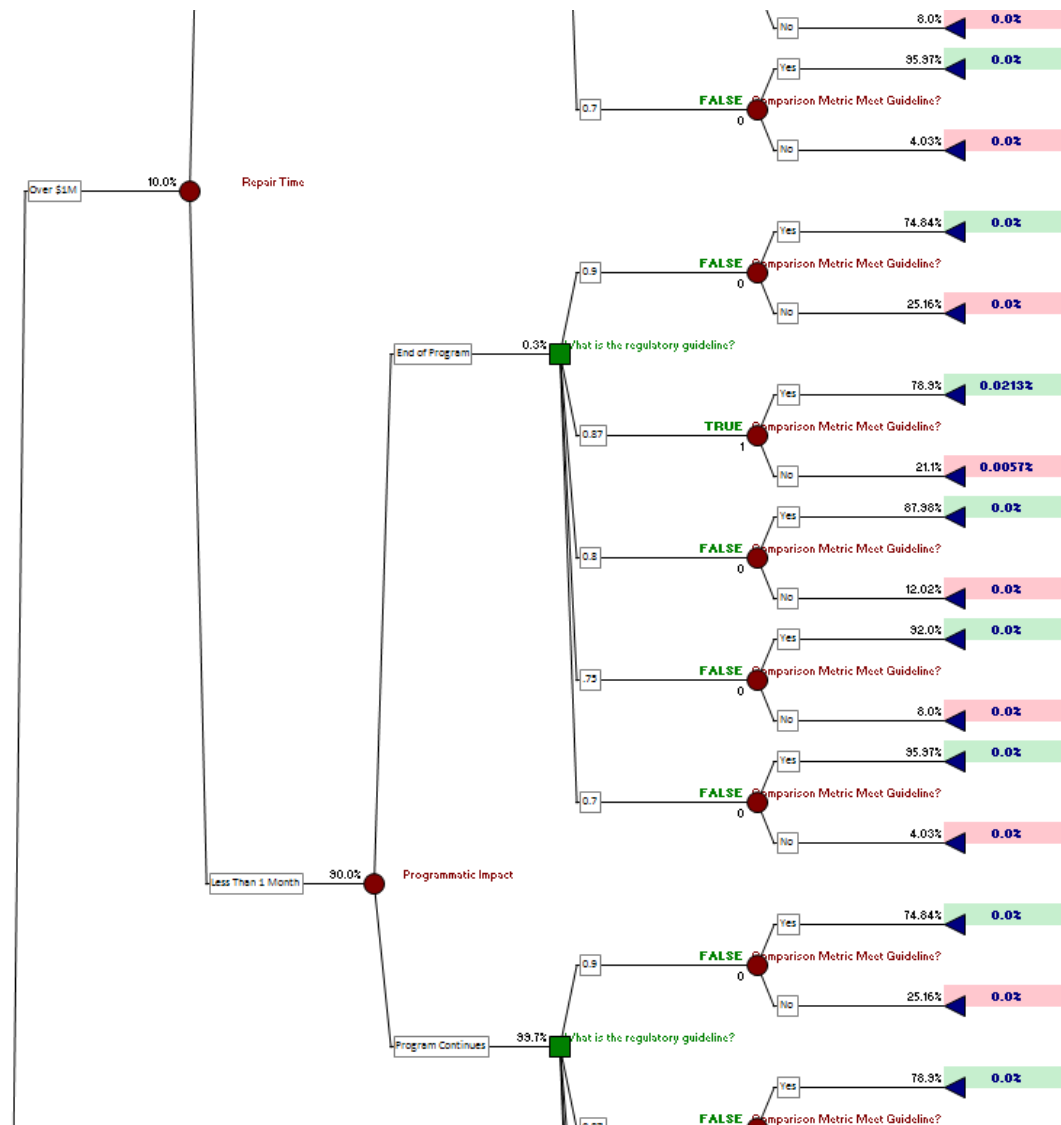 8.0% 0.0%
No
95.97% 0.0%
Yes
0.7 FALSE Comparison Metric Meet Guideline?
0
4.03% 0.0%
No
Over $1M 10.0% Repair Time
74.84% 0.0%
Yes
0.9 FALSE Comparison Metric Meet Guideline?
0
25.16% 0.0%
No
End of Program 0.3% What is the regulatory guideline?
78.9% 0.0213%
Yes
0.87 TRUE Comparison Metric Meet Guideline?
1
21.1% 0.0057%
No
87.98% 0.0%
Yes
0.8 FALSE Comparison Metric Meet Guideline?
0
12.02% 0.0%
No
92.0% 0.0%
Yes
.75 FALSE Comparison Metric Meet Guideline?
0
8.0% 0.0%
No
95.97% 0.0%
Yes
0.7 FALSE Comparison Metric Meet Guideline?
0
4.03% 0.0%
No
Less Than 1 Month 90.0% Programmatic Impact
74.84% 0.0%
Yes
0.9 FALSE Comparison Metric Meet Guideline?
0
25.16% 0.0%
No
Program Continues 99.7% What is the regulatory guideline?
78.9% 0.0%
Yes
FALSE Comparison Metric Meet Guideline?